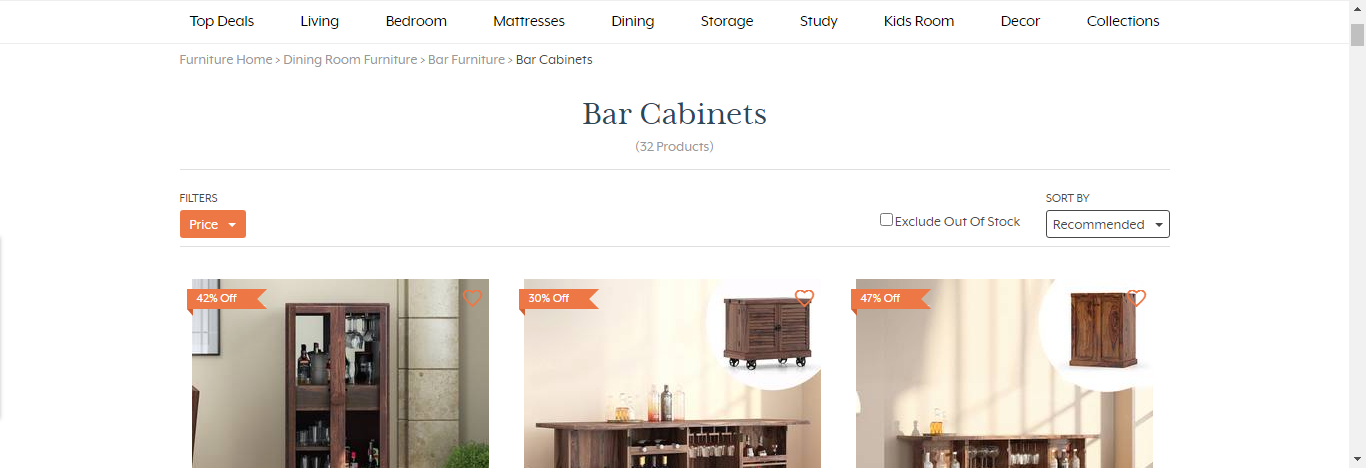 Top Deals Living Bedroom Mattresses Dining Storage Study Kids Room Decor Collections
Furniture Home > Dining Room Furniture > Bar Furniture > Bar Cabinets
Bar Cabinets
(32 Products)
FILTERS
Price
Exclude Out Of Stock
SORT BY
Recommended
42% Off
30% Off
47% Off